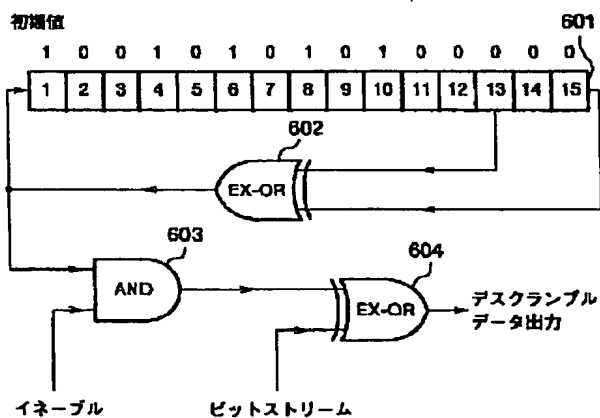 初期値
601
1 0 0 1 0 1 0 1 0 1 0 0 0 0 0
1 2 3 4 5 6 7 8 9 10 11 12 13 14 15
602
EX-OR
603
AND
604
EX-OR
デスクランブル
データ出力
イネーブル
ビットストリーム